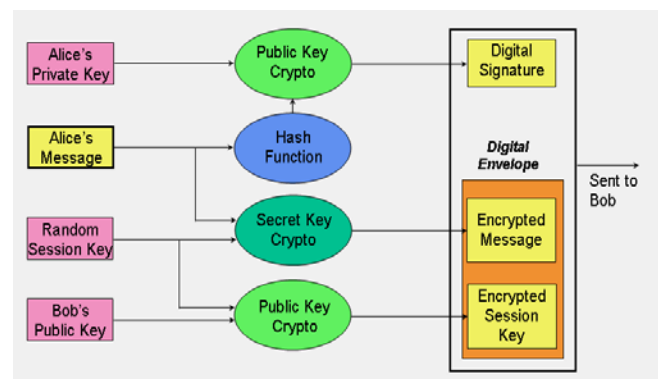 Alice's
Private Key
Public Key
Crypto
Digital
Signature
Alice's
Message
Hash
Function
Digital
Envelope
Sent to
Bob
Random
Session Key
Secret Key
Crypto
Encrypted
Message
Bob's
Public Key
Public Key
Crypto
Encrypted
Session
Key